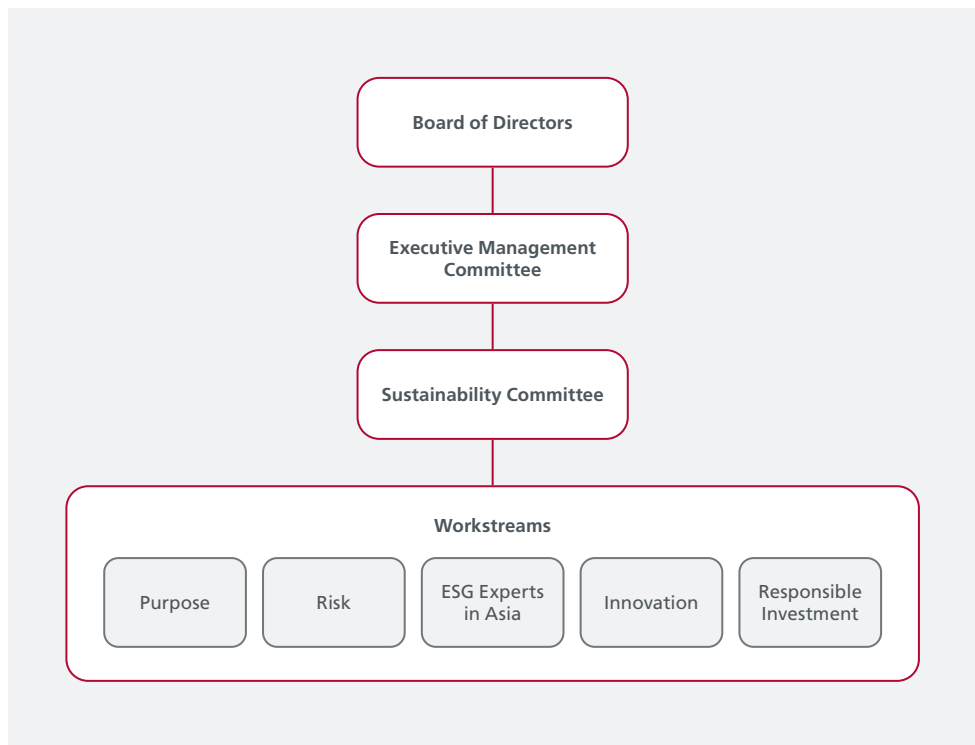 Board of Directors
Executive Management
Committee
Sustainability Committee
Workstreams
Purpose
Risk
ESG Experts
in Asia
Innovation
Responsible
Investment